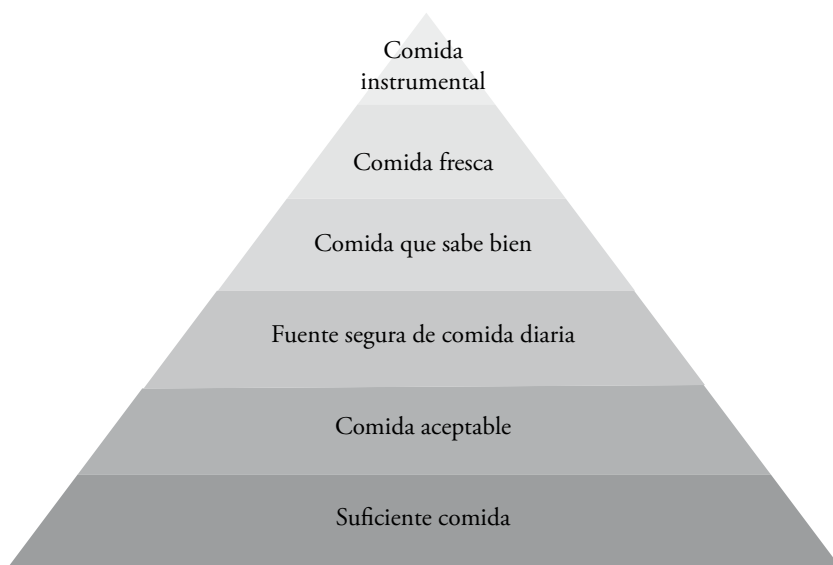 Comida
instrumental
Comida fresca
Comida que sabe bien
Fuente segura de comida diaria
Comida aceptable
Suficiente comida